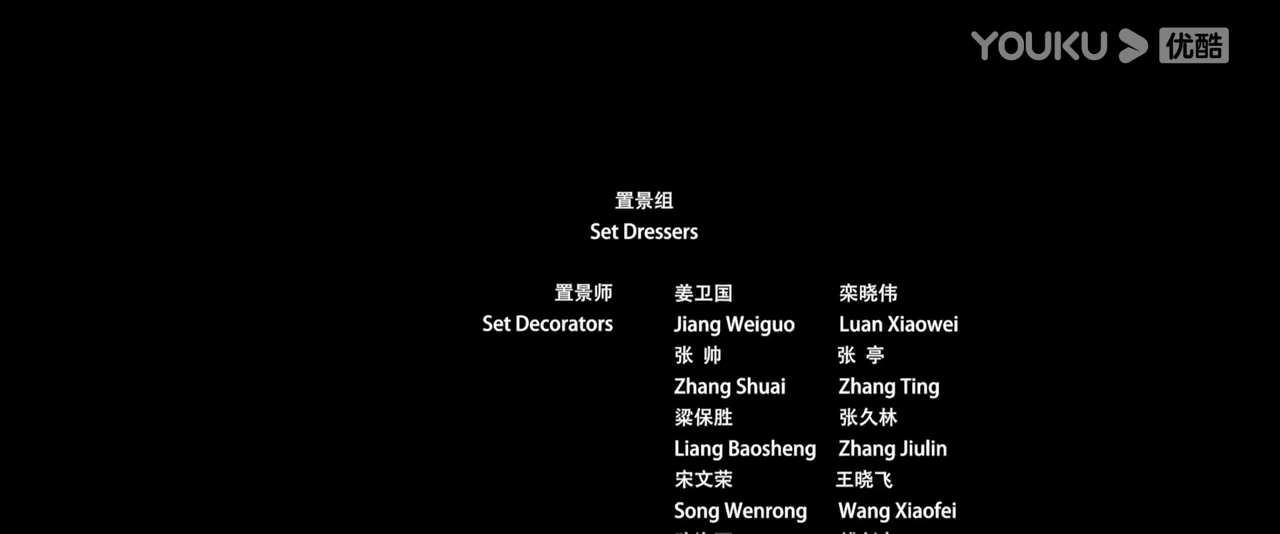 YOUKU 优酷
置景组
Set Dressers
置景师 姜卫国 栾晓伟
Set Decorators Jiang Weiguo Luan Xiaowei
张 帅 张 亭
Zhang Shuai Zhang Ting
梁保胜 张久林
Liang Baosheng Zhang Jiulin
宋文荣 王晓飞
Song Wenrong Wang Xiaofei